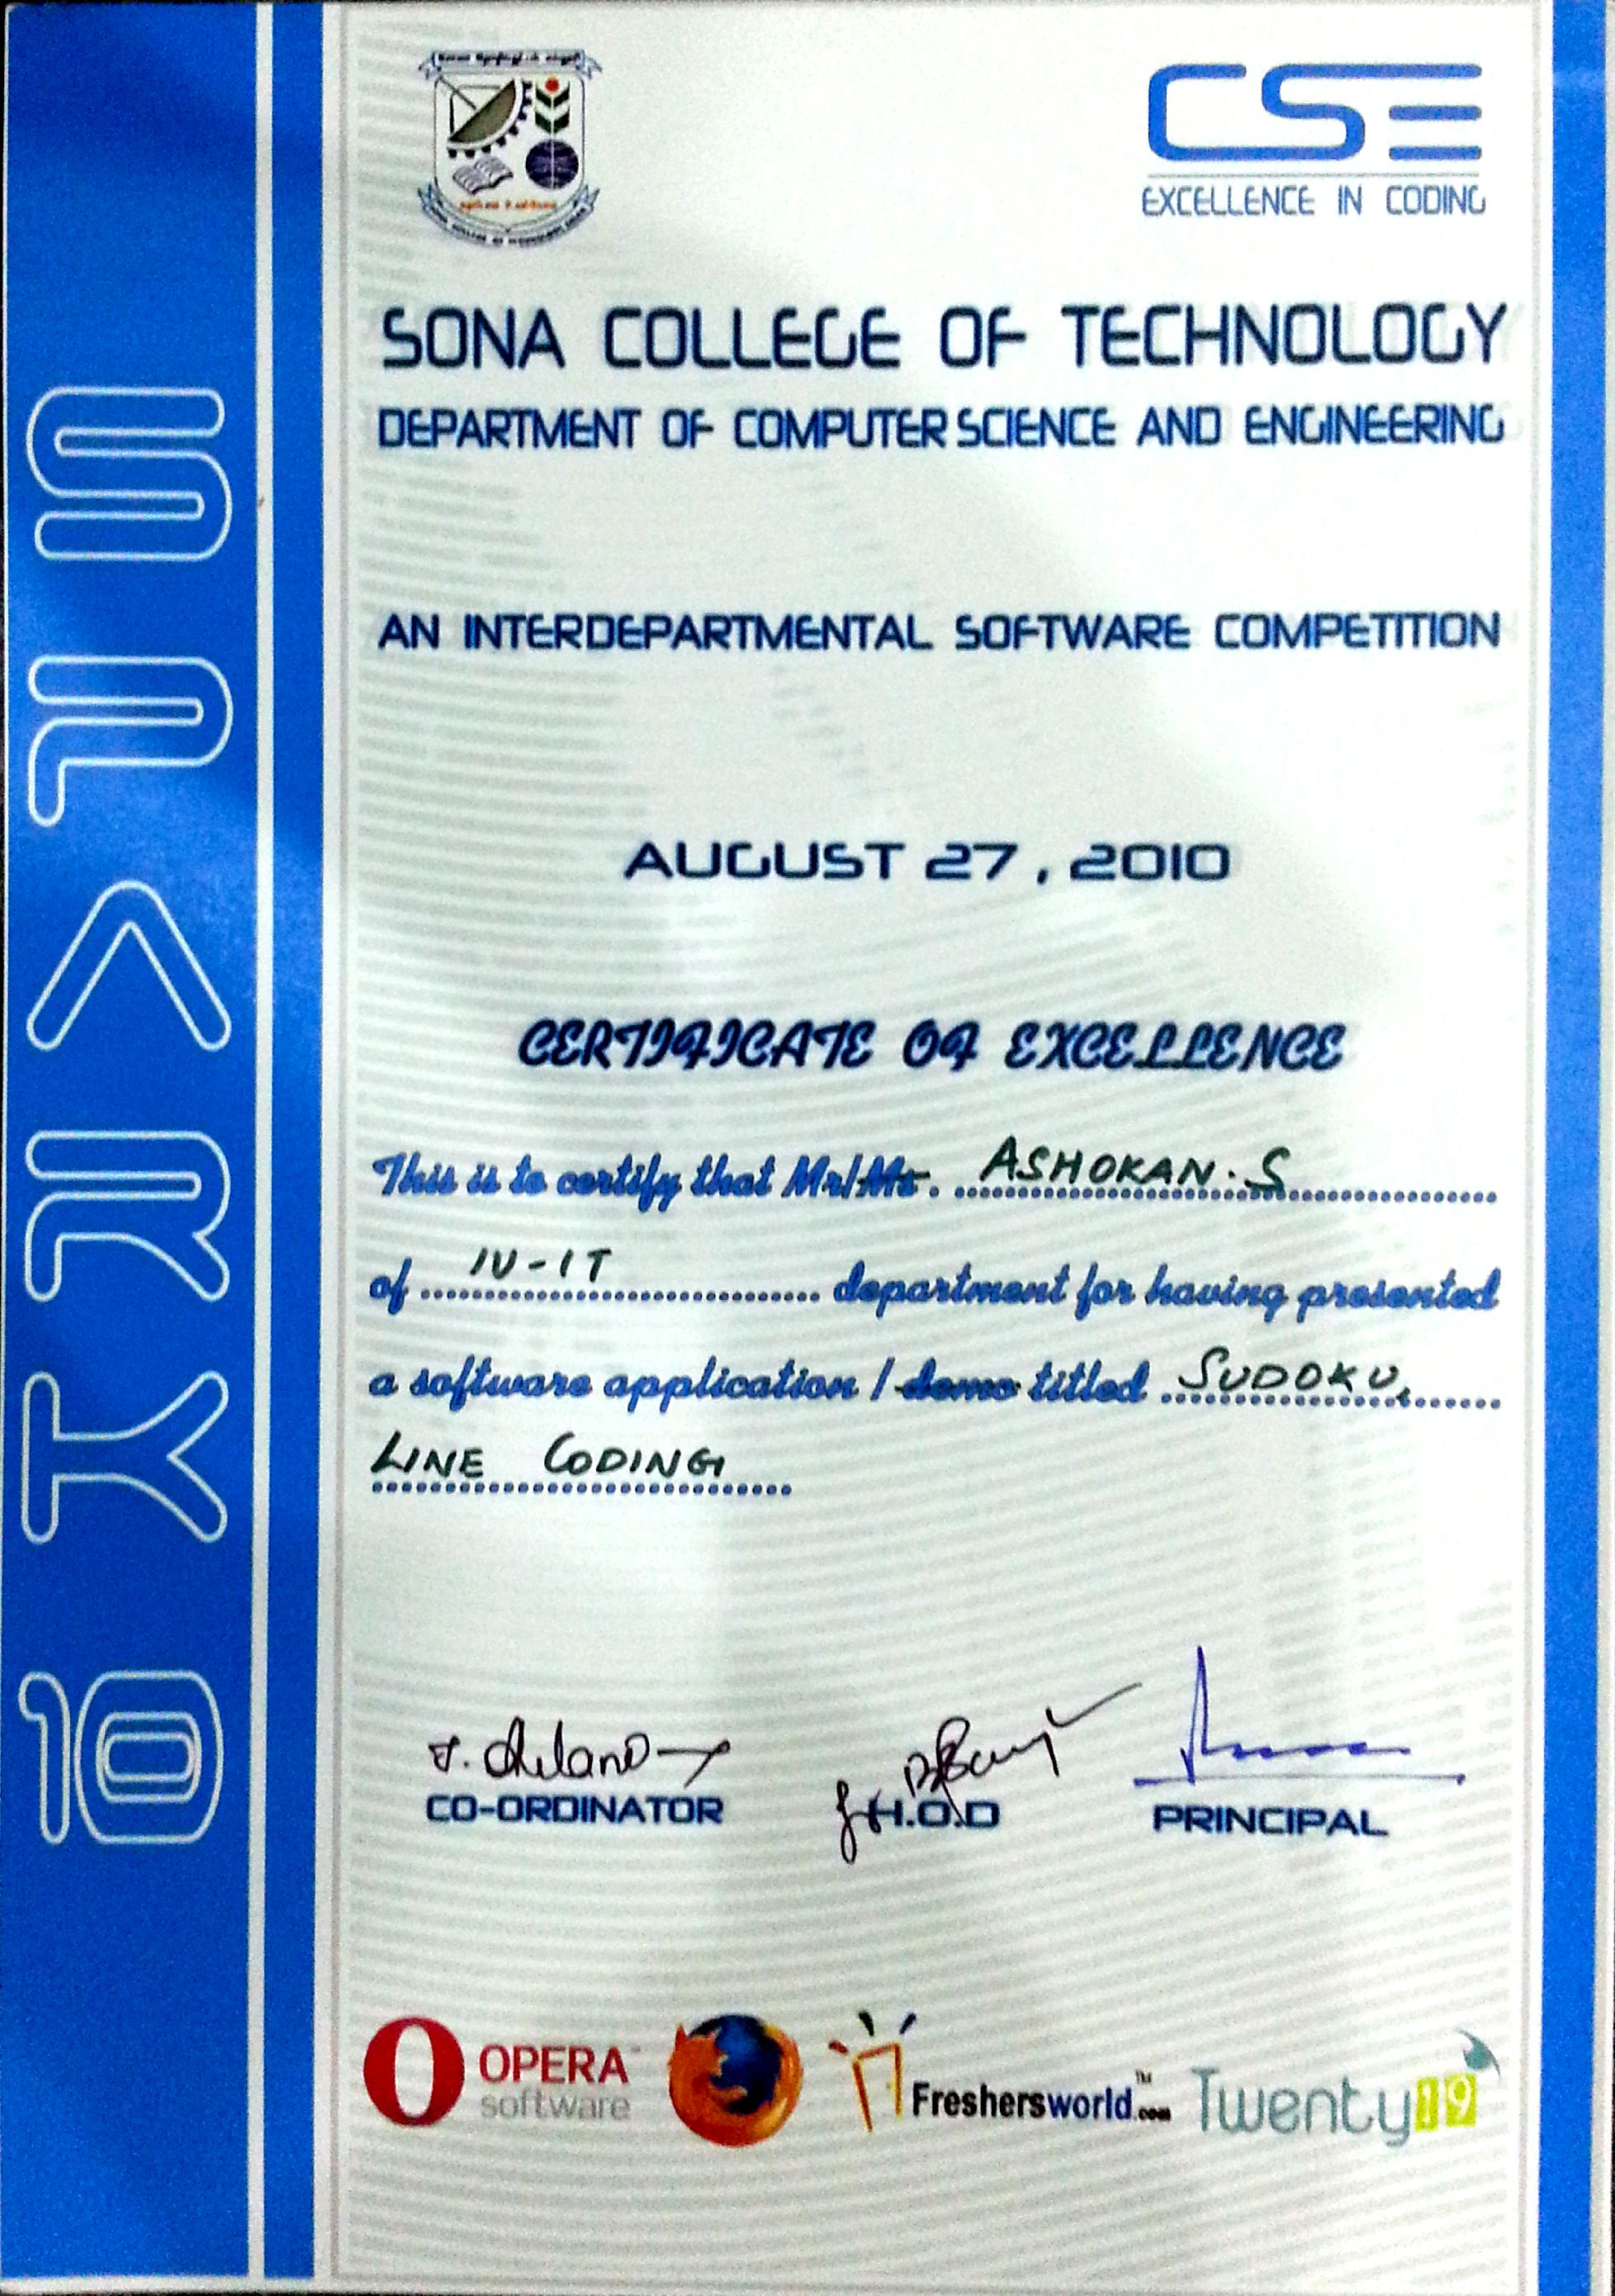 CSE
EXCELLENCE IN CODING
SONA COLLEGE OF TECHNOLOGY
DEPARTMENT OF COMPUTER SCIENCE AND ENGINEERING
AN INTERDEPARTMENTAL SOFTWARE COMPETITION
AUGUST 27, 2010
CERTIFICATE OF EXCELLENCE
This is to certify that Mr/Ms. ASHOKAN.S
of IV-IT department for having presented
a software application / demo titled SUDOKU,
LINE CODING
CO-ORDINATOR
H.O.D
PRINCIPAL
OPERA
software
Freshersworld.com
TM
Twenty19
SPARK 10